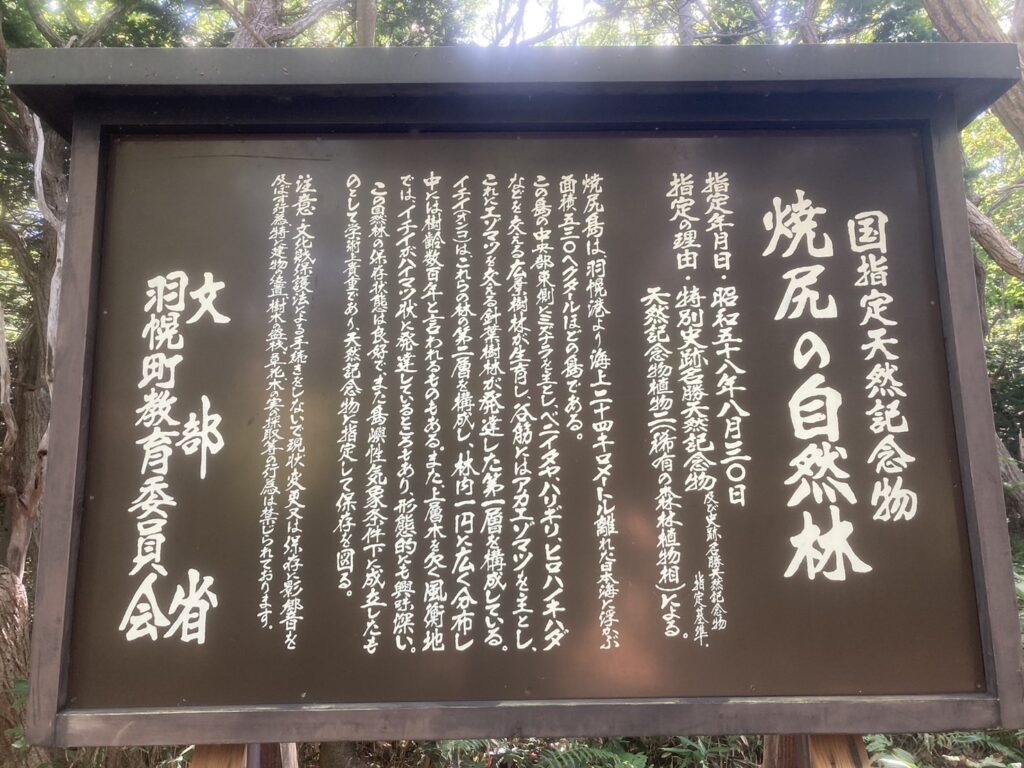 国指定天然記念物
焼尻の自然林
指定年月日・昭和五十八年八月三〇日
指定の理由・特別史跡名勝天然記念物及び史跡名勝天然記念物
指定基準・
天然記念物植物二(稀有の森林植物相)による。
焼尻島は、羽幌港より海上二十四キロメートル離れた日本海に浮かぶ
面積五三〇ヘクタールほどの島である。
この島の中央部東側にミズナラを主としベニイタヤ、ハリギリ、ヒロハノキハダ
などを交える広葉樹林が生育し、谷筋にはアカエゾマツを主とし、
これにエゾマツを交える針葉樹林が発達した第一層を構成している。
イチイ(オンコ)はこれらの林の第二層を構成し、林内一円に広く分布し
中には樹齢数百年と言われるものもある。また、上層木を欠く風衝地
では、イチイがハイマツ状に発達しているところもあり、形態的にも興味深い。
この自然林の保存状態は良好で、また島嶼性気象条件下に成立したも
のとして学術上貴重であり、天然記念物に指定して保存を図る。
注意・文化財保護法による手続きをしないで現状変更又は保存に影響を
及ぼす行為、特に建物の設置、樹木の伐採、草花木の実の採取等の行為は禁じられております。
文部省
羽幌町教育委員会